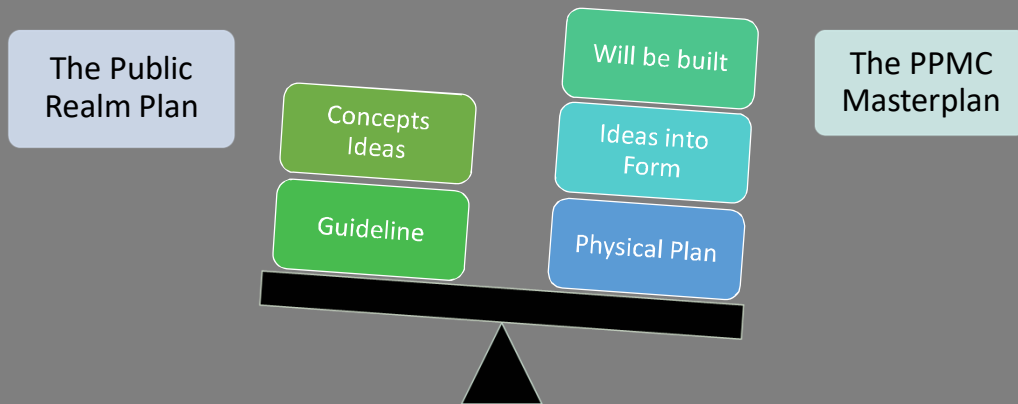 The Public
Realm Plan
Concepts
Ideas
Guideline
Will be built
Ideas into
Form
Physical Plan
The PPMC
Masterplan